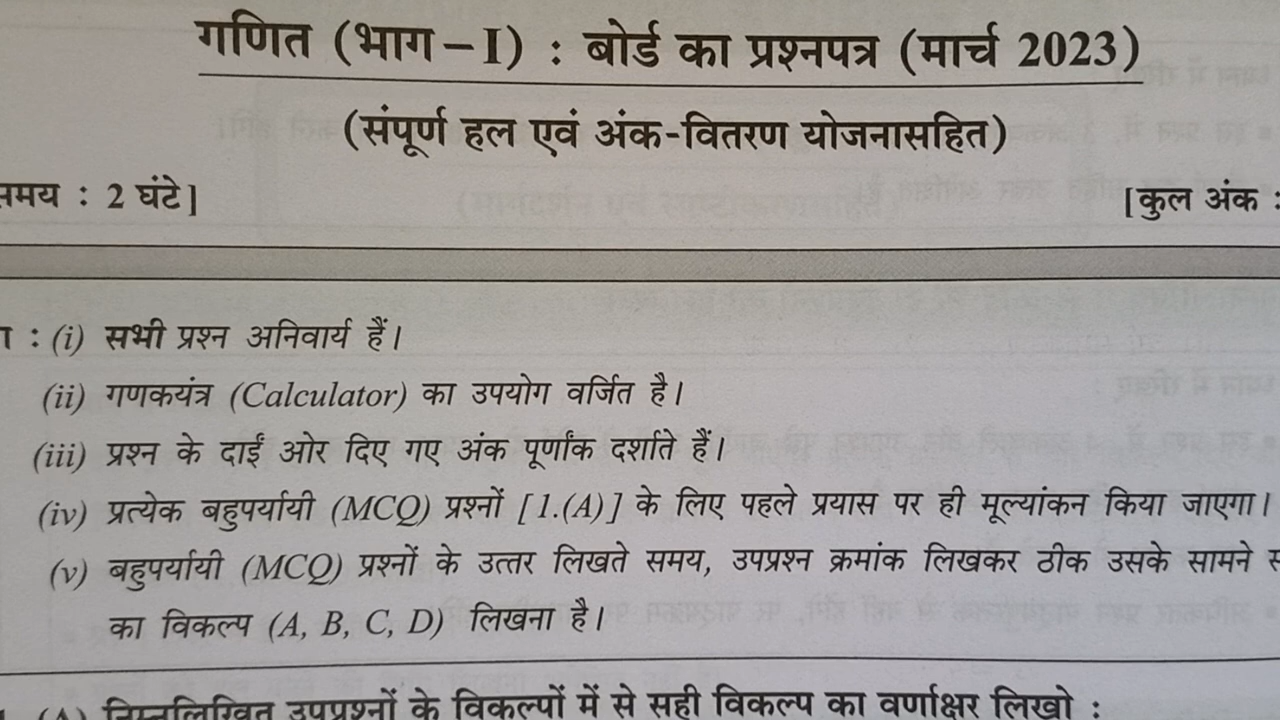 गणित (भाग–I) : बोर्ड का प्रश्नपत्र (मार्च 2023)
(संपूर्ण हल एवं अंक-वितरण योजनासहित)
समय : 2 घंटे]
[कुल अंक :
: (i) सभी प्रश्न अनिवार्य हैं।
(ii) गणकयंत्र (Calculator) का उपयोग वर्जित है।
(iii) प्रश्न के दाईं ओर दिए गए अंक पूर्णांक दर्शाते हैं।
(iv) प्रत्येक बहुपर्यायी (MCQ) प्रश्नों [1.(A)] के लिए पहले प्रयास पर ही मूल्यांकन किया जाएगा।
(v) बहुपर्यायी (MCQ) प्रश्नों के उत्तर लिखते समय, उपप्रश्न क्रमांक लिखकर ठीक उसके सामने
का विकल्प (A, B, C, D) लिखना है।
(A) निम्नलिखित उपप्रश्नों के विकल्पों में से सही विकल्प का वर्णाक्षर लिखो :